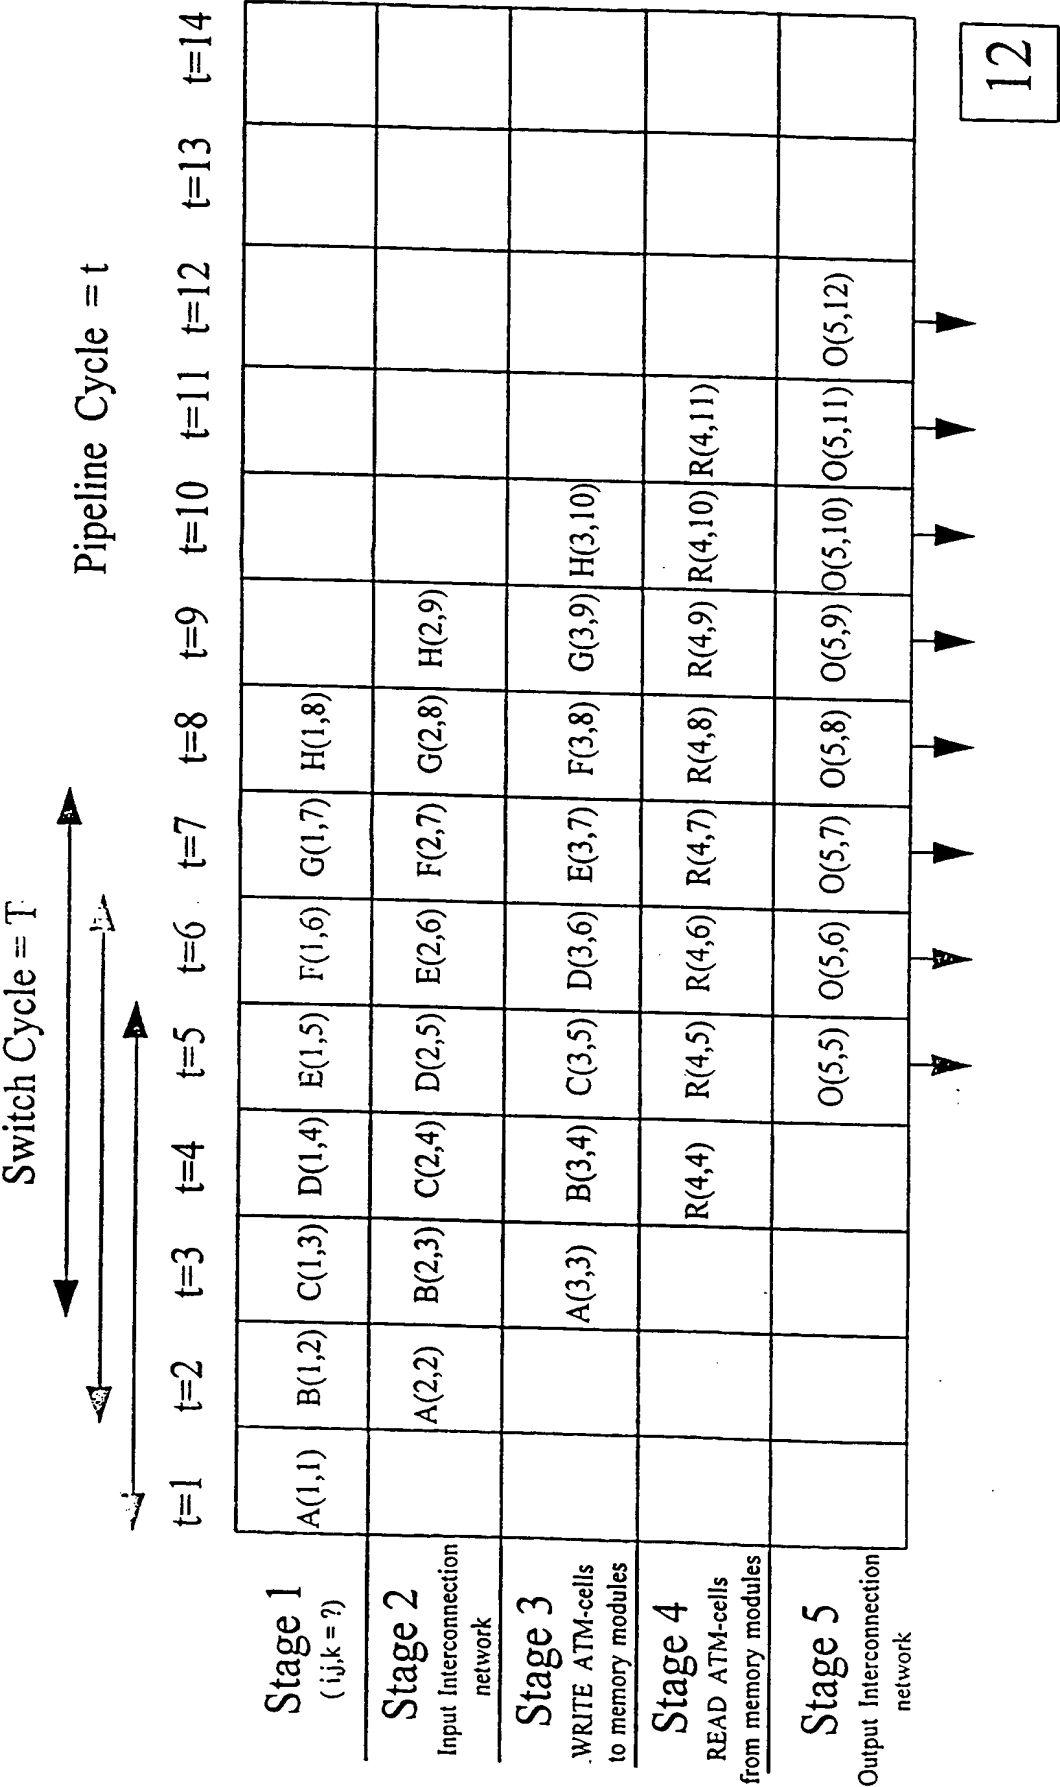 Switch Cycle = T
Pipeline Cycle = t
t=1 t=2 t=3 t=4 t=5 t=6 t=7 t=8 t=9 t=10 t=11 t=12 t=13 t=14
Stage 1
( i,j,k = ?)
A(1,1) B(1,2) C(1,3) D(1,4) E(1,5) F(1,6) G(1,7) H(1,8)
Stage 2
Input Interconnection
network
A(2,2) B(2,3) C(2,4) D(2,5) E(2,6) F(2,7) G(2,8) H(2,9)
Stage 3
WRITE ATM-cells
to memory modules
A(3,3) B(3,4) C(3,5) D(3,6) E(3,7) F(3,8) G(3,9) H(3,10)
Stage 4
READ ATM-cells
from memory modules
R(4,4) R(4,5) R(4,6) R(4,7) R(4,8) R(4,9) R(4,10) R(4,11)
Stage 5
Output Interconnection
network
O(5,5) O(5,6) O(5,7) O(5,8) O(5,9) O(5,10) O(5,11) O(5,12)
12